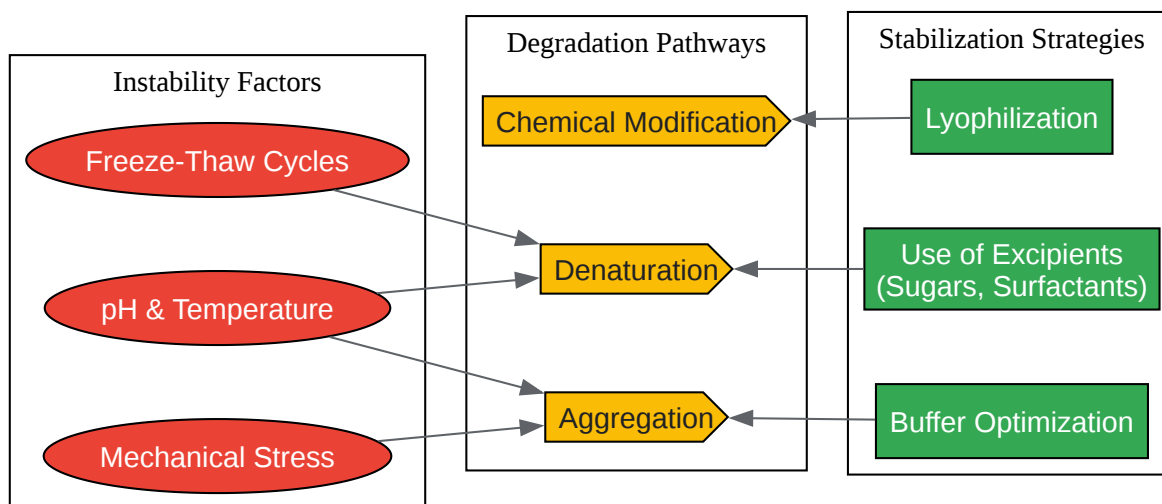 Instability Factors
Freeze-Thaw Cycles
pH & Temperature
Mechanical Stress
Degradation Pathways
Chemical Modification
Denaturation
Aggregation
Stabilization Strategies
Lyophilization
Use of Excipients
(Sugars, Surfactants)
Buffer Optimization